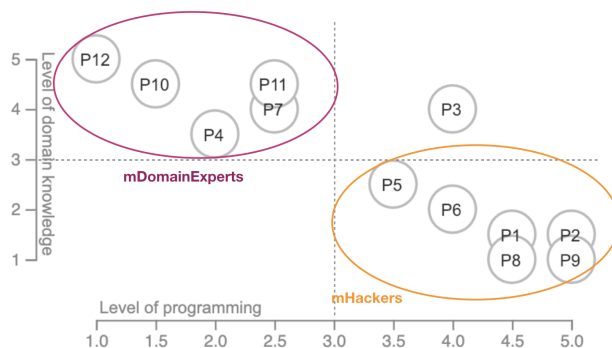 Level of domain knowledge
5
4
3
2
1
P12
P10
P11
P7
P4
P3
mDomainExperts
P5
P6
P1
P2
P8
P9
mHackers
Level of programming
1.0 1.5 2.0 2.5 3.0 3.5 4.0 4.5 5.0